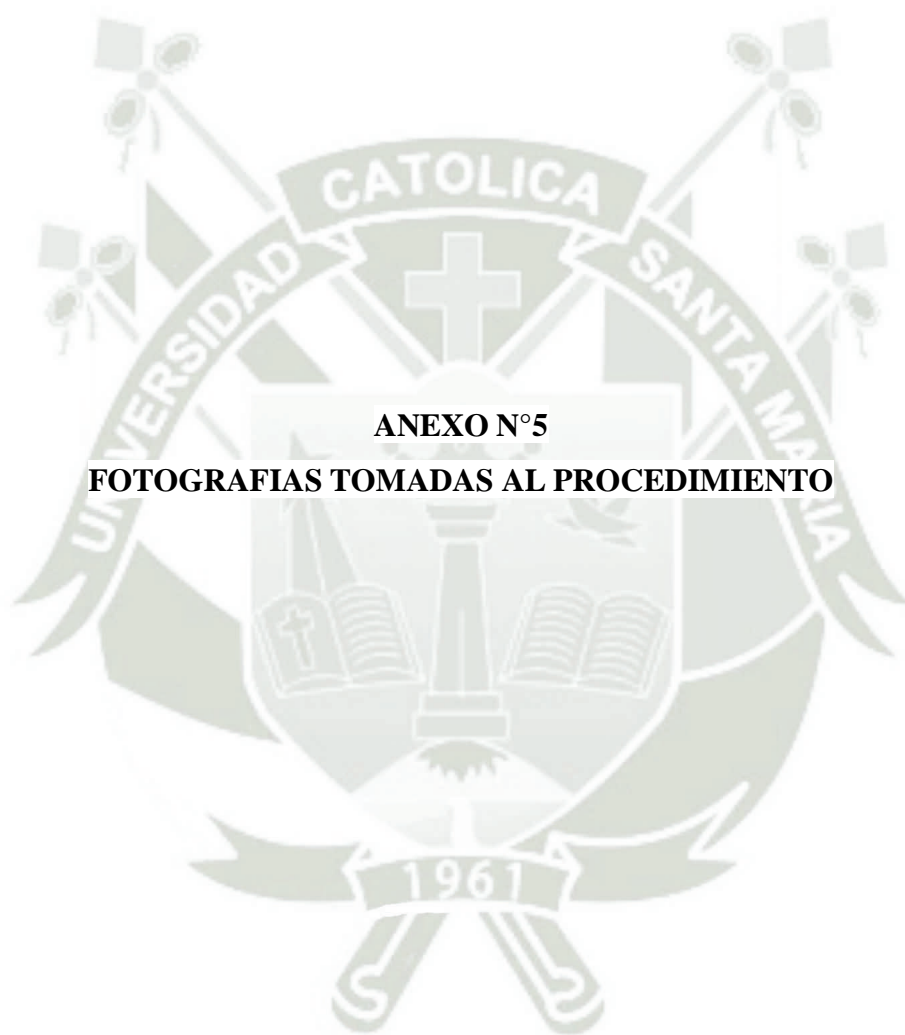 CATOLICA
UNIVERSIDAD
SANTA MARIA
ANEXO N°5
FOTOGRAFIAS TOMADAS AL PROCEDIMIENTO
1961